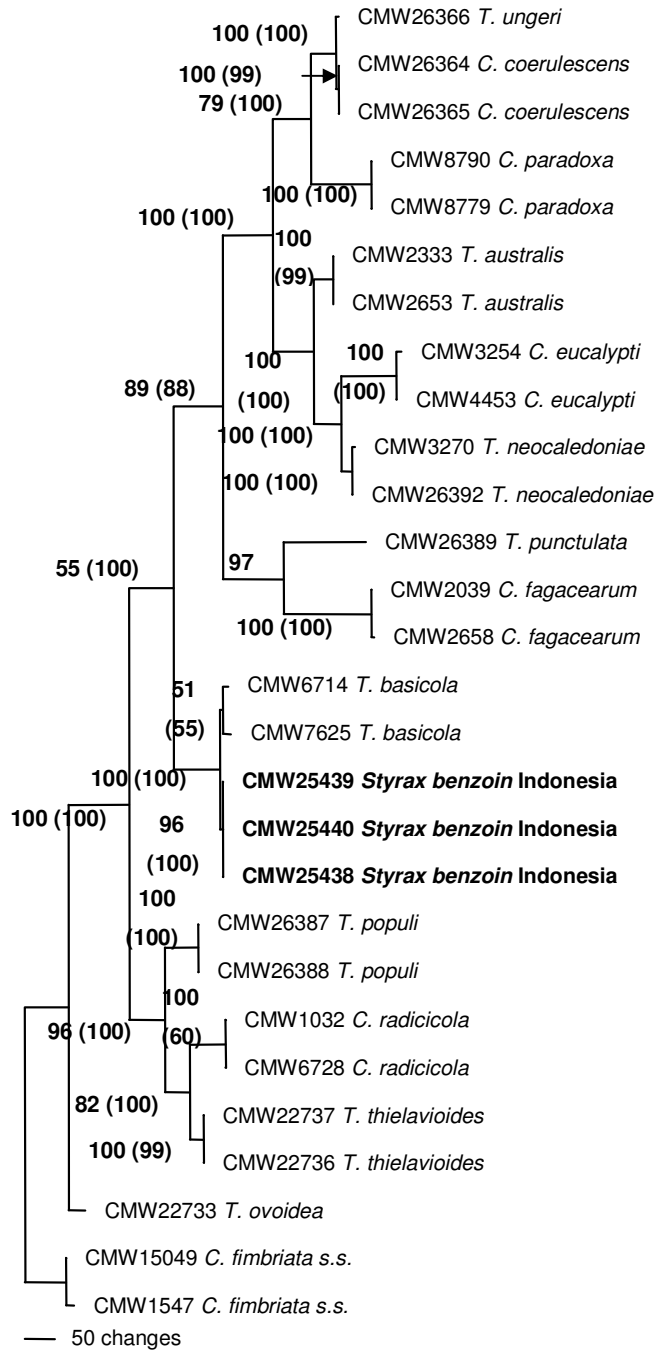 CMW26366 T. ungeri
100 (100)
CMW26364 C. coerulescens
100 (99)
79 (100)
CMW26365 C. coerulescens
CMW8790 C. paradoxa
100 (100)
CMW8779 C. paradoxa
100 (100)
100
(99)
CMW2333 T. australis
CMW2653 T. australis
100
(100)
100
(100)
CMW3254 C. eucalypti
89 (88)
CMW4453 C. eucalypti
100 (100)
CMW3270 T. neocaledoniae
100 (100)
CMW26392 T. neocaledoniae
CMW26389 T. punctulata
97
55 (100)
CMW2039 C. fagacearum
100 (100)
CMW2658 C. fagacearum
51
(55)
CMW6714 T. basicola
CMW7625 T. basicola
100 (100)
CMW25439 Styrax benzoin Indonesia
100 (100)
96
(100)
CMW25440 Styrax benzoin Indonesia
CMW25438 Styrax benzoin Indonesia
100
(100)
CMW26387 T. populi
CMW26388 T. populi
100
(60)
CMW1032 C. radicicola
96 (100)
CMW6728 C. radicicola
82 (100)
CMW22737 T. thielavioides
100 (99)
CMW22736 T. thielavioides
CMW22733 T. ovoidea
CMW15049 C. fimbriata s.s.
CMW1547 C. fimbriata s.s.
50 changes